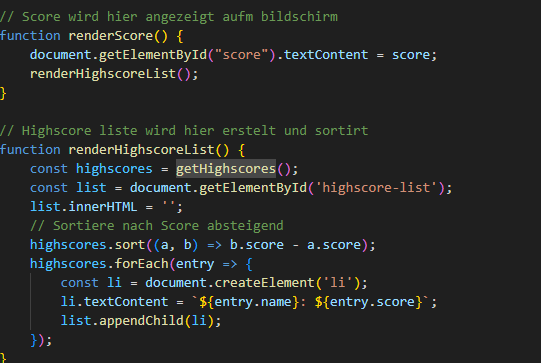 // Score wird hier angezeigt aufm bildschirm
function renderScore() {
    document.getElementById("score").textContent = score;
    renderHighscoreList();
}

// Highscore liste wird hier erstellt und sortirt
function renderHighscoreList() {
    const highscores = getHighscores();
    const list = document.getElementById('highscore-list');
    list.innerHTML = '';
    // Sortiere nach Score absteigend
    highscores.sort((a, b) => b.score - a.score);
    highscores.forEach(entry => {
        const li = document.createElement('li');
        li.textContent = `${entry.name}: ${entry.score}`;
        list.appendChild(li);
    });
}